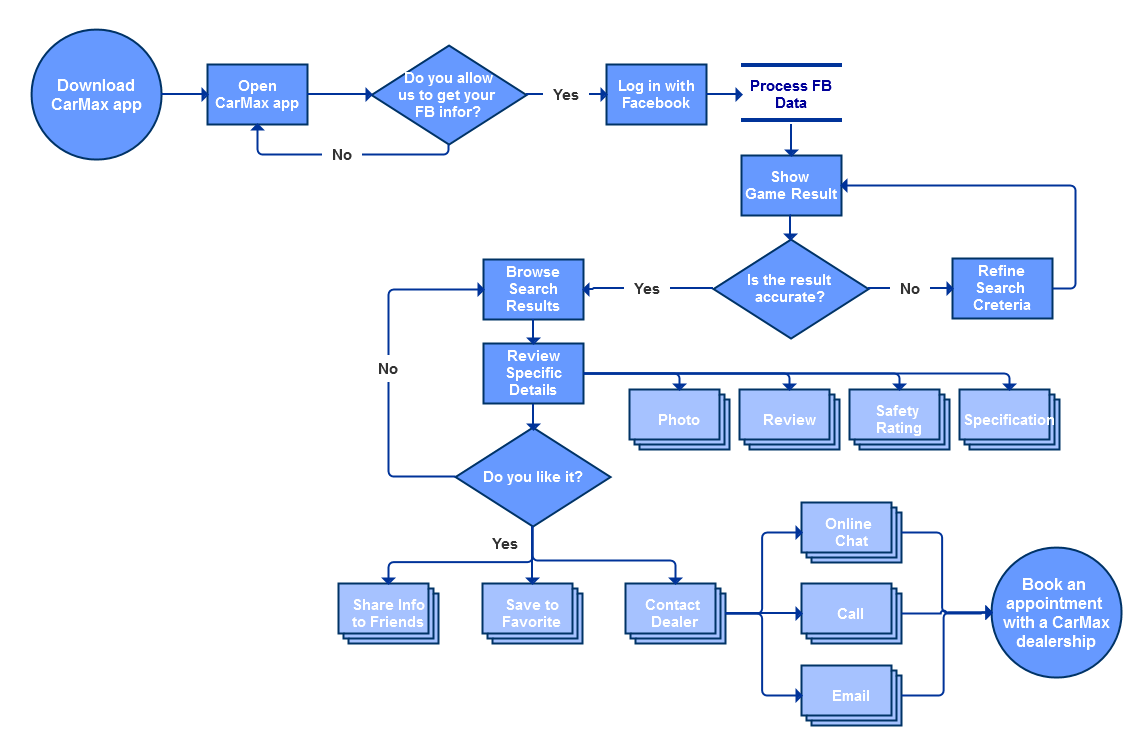 Download
CarMax app
Open
CarMax app
Do you allow
us to get your
FB infor?
Yes
No
Log in with
Facebook
Process FB
Data
Show
Game Result
Is the result
accurate?
No
Refine
Search
Creteria
Yes
Browse
Search
Results
Review
Specific
Details
No
Photo
Review
Safety
Rating
Specification
Do you like it?
Yes
Share Info
to Friends
Save to
Favorite
Contact
Dealer
Online
Chat
Call
Email
Book an
appointment
with a CarMax
dealership